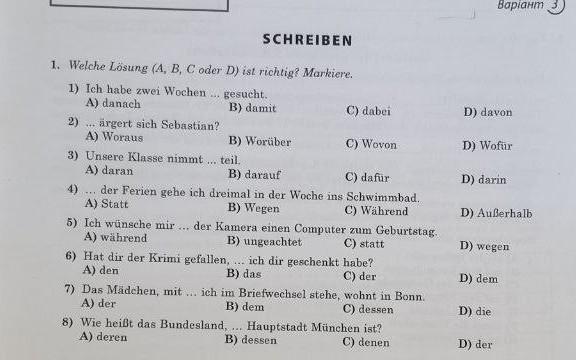 Варіант 3
SCHREIBEN
1. Welche Lösung (A, B, C oder D) ist richtig? Markiere.
1) Ich habe zwei Wochen ... gesucht.
A) danach B) damit C) dabei D) davon
2) ... ärgert sich Sebastian?
A) Woraus B) Worüber C) Wovon D) Wofür
3) Unsere Klasse nimmt ... teil.
A) daran B) darauf C) dafür D) darin
4) ... der Ferien gehe ich dreimal in der Woche ins Schwimmbad.
A) Statt B) Wegen C) Während D) Außerhalb
5) Ich wünsche mir ... der Kamera einen Computer zum Geburtstag.
A) während B) ungeachtet C) statt D) wegen
6) Hat dir der Krimi gefallen, ... ich dir geschenkt habe?
A) den B) das C) der D) dem
7) Das Mädchen, mit ... ich im Briefwechsel stehe, wohnt in Bonn.
A) der B) dem C) dessen D) die
8) Wie heißt das Bundesland, ... Hauptstadt München ist?
A) deren B) dessen C) denen D) der